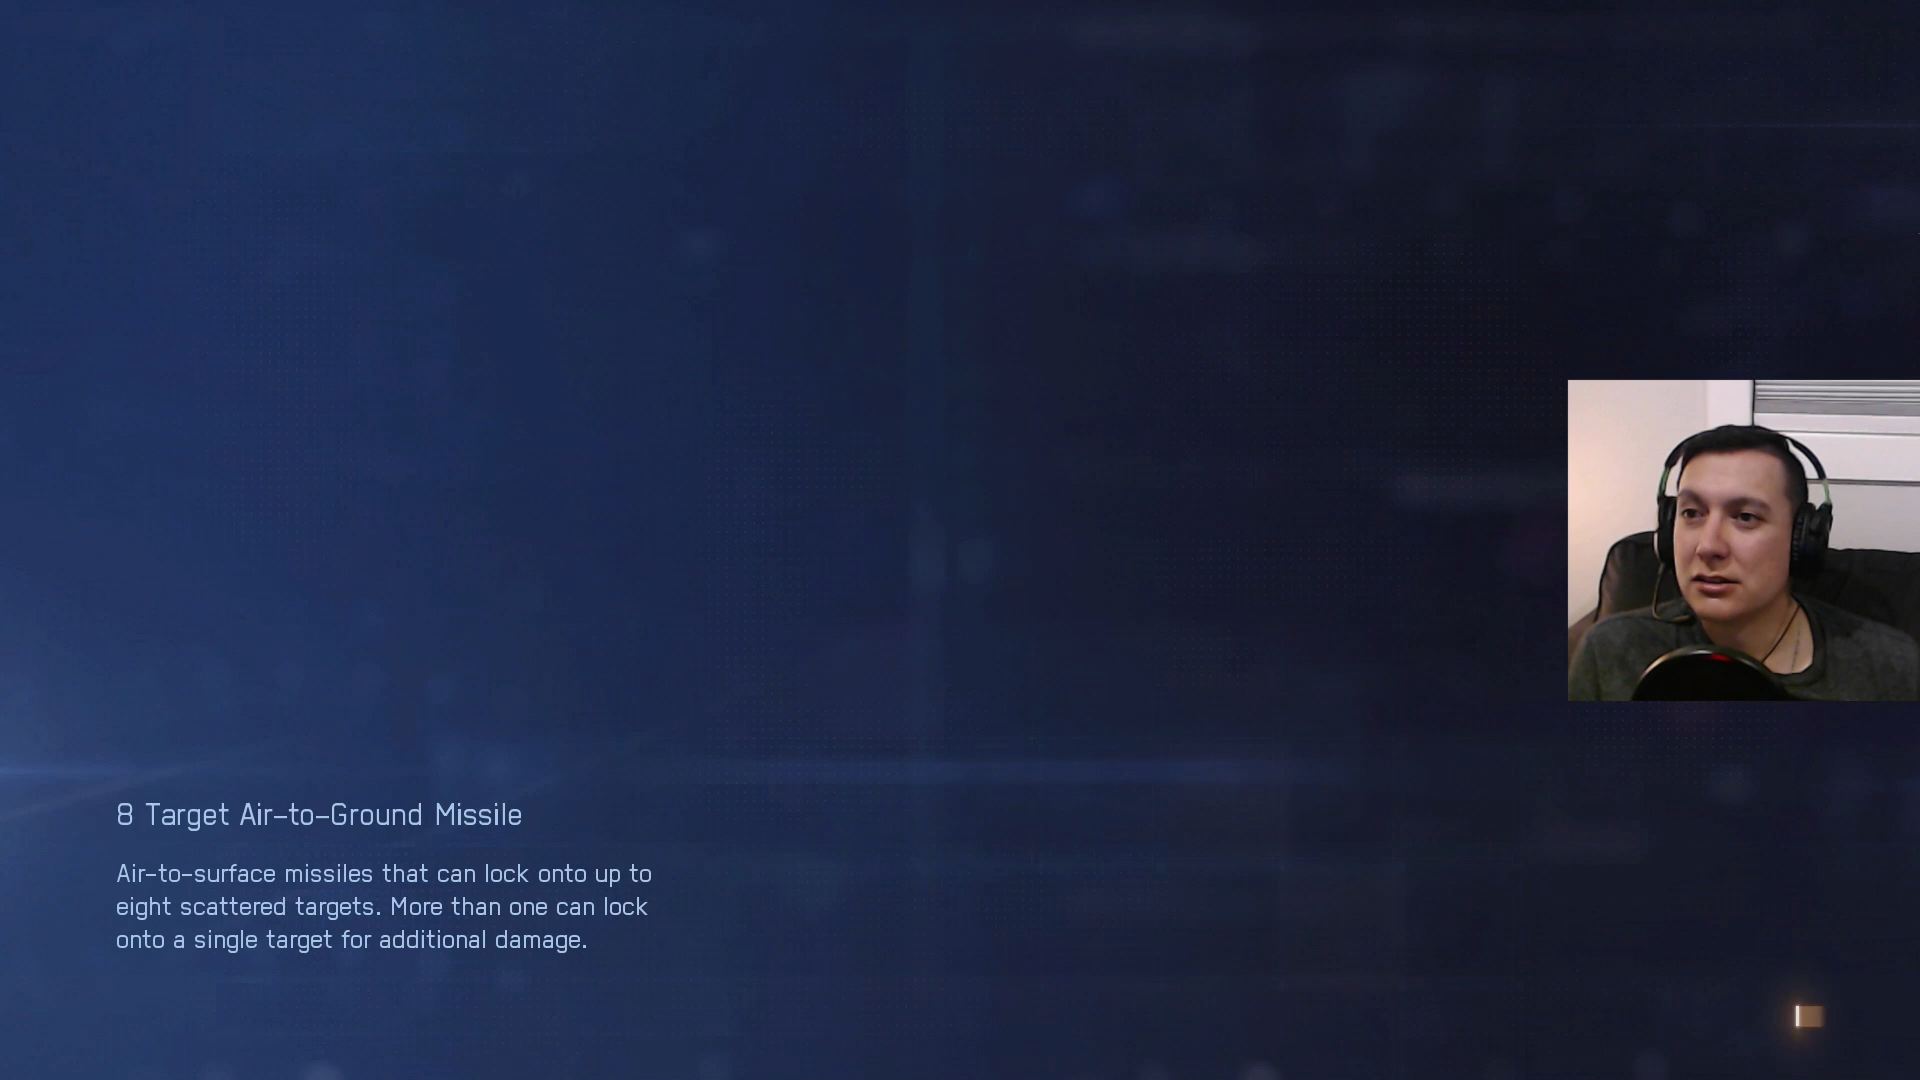 8 Target Air-to-Ground Missile
Air-to-surface missiles that can lock onto up to
eight scattered targets. More than one can lock
onto a single target for additional damage.